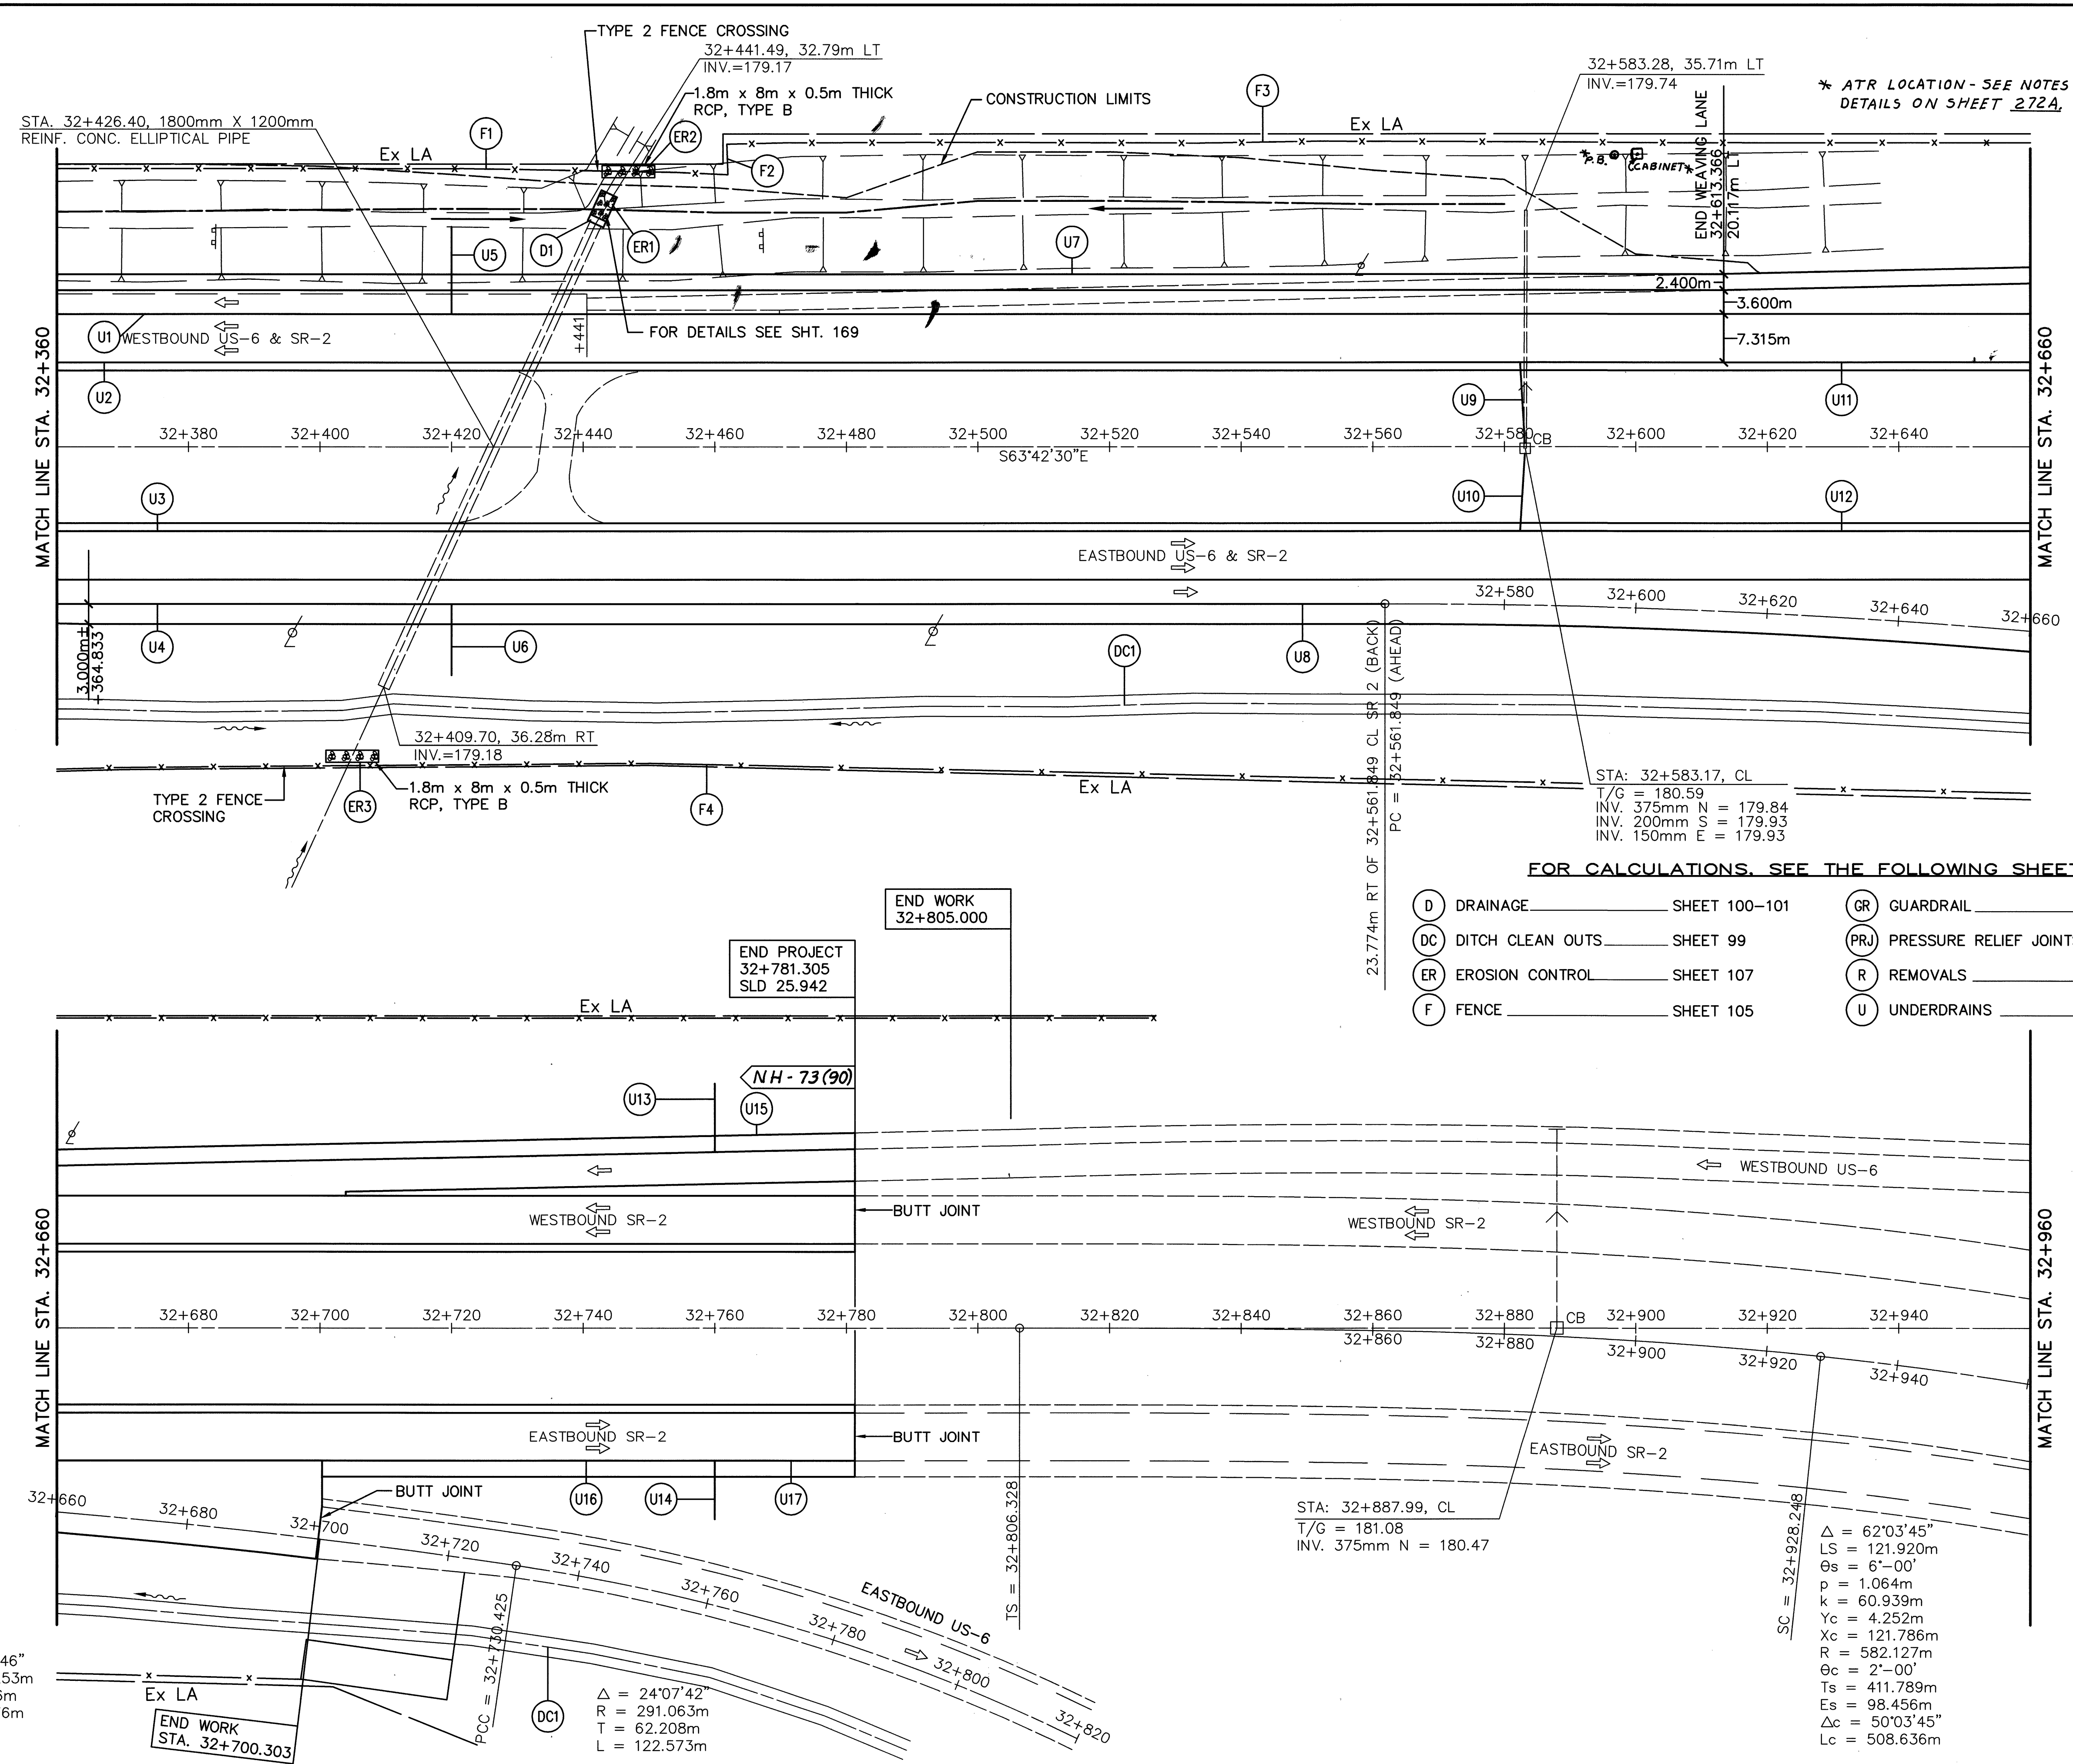 TYPE 2 FENCE CROSSING
32+441.49, 32.79m LT
INV.=179.17
1.8m x 8m x 0.5m THICK
RCP, TYPE B
STA. 32+426.40, 1800mm X 1200mm
REINF. CONC. ELLIPTICAL PIPE
F1
ER2
Ex LA
F2
CONSTRUCTION LIMITS
F3
Ex LA
32+583.28, 35.71m LT
INV.=179.74
* ATR LOCATION - SEE NOTES
DETAILS ON SHEET 272A.
*P.B.
CABINET*
END WEAVING LANE
32+613.366
20.117m LT
D1
ER1
U5
U7
2.400m
3.600m
7.315m
U1
WESTBOUND US-6 & SR-2
+441
FOR DETAILS SEE SHT. 169
MATCH LINE STA. 32+360
MATCH LINE STA. 32+660
U2
U9
U11
32+380
32+400
32+420
32+440
32+460
32+480
32+500
32+520
32+540
32+560
32+580
CB
32+600
32+620
32+640
S63°42'30"E
U3
U10
U12
EASTBOUND US-6 & SR-2
32+580
32+600
32+620
32+640
32+660
3.000m±
+364.833
U4
U6
DC1
U8
23.774m RT OF 32+561.849 CL SR 2 (BACK)
PC = 32+561.849 (AHEAD)
32+409.70, 36.28m RT
INV.=179.18
1.8m x 8m x 0.5m THICK
RCP, TYPE B
TYPE 2 FENCE
CROSSING
ER3
F4
Ex LA
STA: 32+583.17, CL
T/G = 180.59
INV. 375mm N = 179.84
INV. 200mm S = 179.93
INV. 150mm E = 179.93
FOR CALCULATIONS, SEE THE FOLLOWING SHEET
D DRAINAGE SHEET 100-101
GR GUARDRAIL
DC DITCH CLEAN OUTS SHEET 99
PRJ PRESSURE RELIEF JOINT
ER EROSION CONTROL SHEET 107
R REMOVALS
F FENCE SHEET 105
U UNDERDRAINS
END WORK
32+805.000
END PROJECT
32+781.305
SLD 25.942
Ex LA
NH-73(90)
U13
U15
WESTBOUND US-6
WESTBOUND SR-2
BUTT JOINT
WESTBOUND SR-2
MATCH LINE STA. 32+660
MATCH LINE STA. 32+960
32+680
32+700
32+720
32+740
32+760
32+780
32+800
32+820
32+840
32+860
32+880
CB
32+900
32+920
32+940
32+860
32+880
32+900
32+920
32+940
EASTBOUND SR-2
BUTT JOINT
EASTBOUND SR-2
BUTT JOINT
U16
U14
U17
32+660
32+680
32+700
32+720
32+740
32+760
32+780
32+800
32+820
EASTBOUND US-6
TS = 32+806.328
STA: 32+887.99, CL
T/G = 181.08
INV. 375mm N = 180.47
SC = 32+928.248
Δ = 62°03'45"
LS = 121.920m
θs = 6°-00'
p = 1.064m
k = 60.939m
Yc = 4.252m
Xc = 121.786m
R = 582.127m
θc = 2°-00'
Ts = 411.789m
Es = 98.456m
Δc = 50°03'45"
Lc = 508.636m
PCC = 32+730.425
DC1
Δ = 24°07'42"
R = 291.063m
T = 62.208m
L = 122.573m
46"
53m
6m
Ex LA
END WORK
STA. 32+700.303